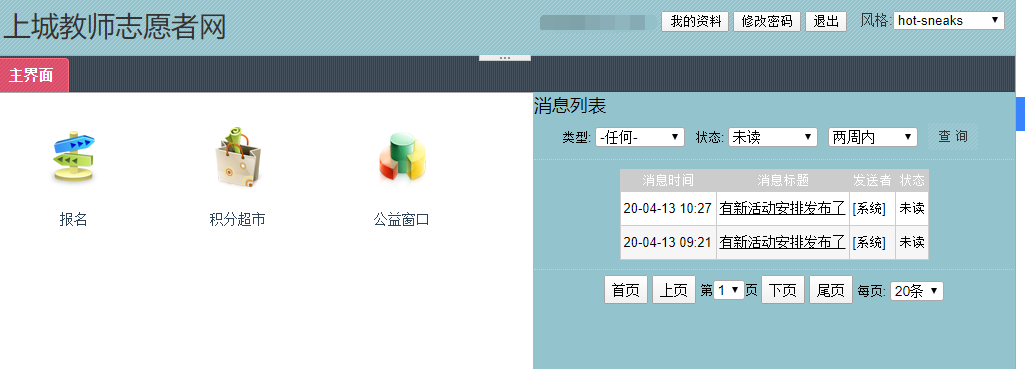 上城教师志愿者网
我的资料 修改密码 退出 风格: hot-sneaks
主界面
报名 积分超市 公益窗口
消息列表
类型: -任何- 状态: 未读 两周内 查 询
消息时间 消息标题 发送者 状态
20-04-13 10:27 有新活动安排发布了 [系统] 未读
20-04-13 09:21 有新活动安排发布了 [系统] 未读
首页 上页 第 1 页 下页 尾页 每页: 20条